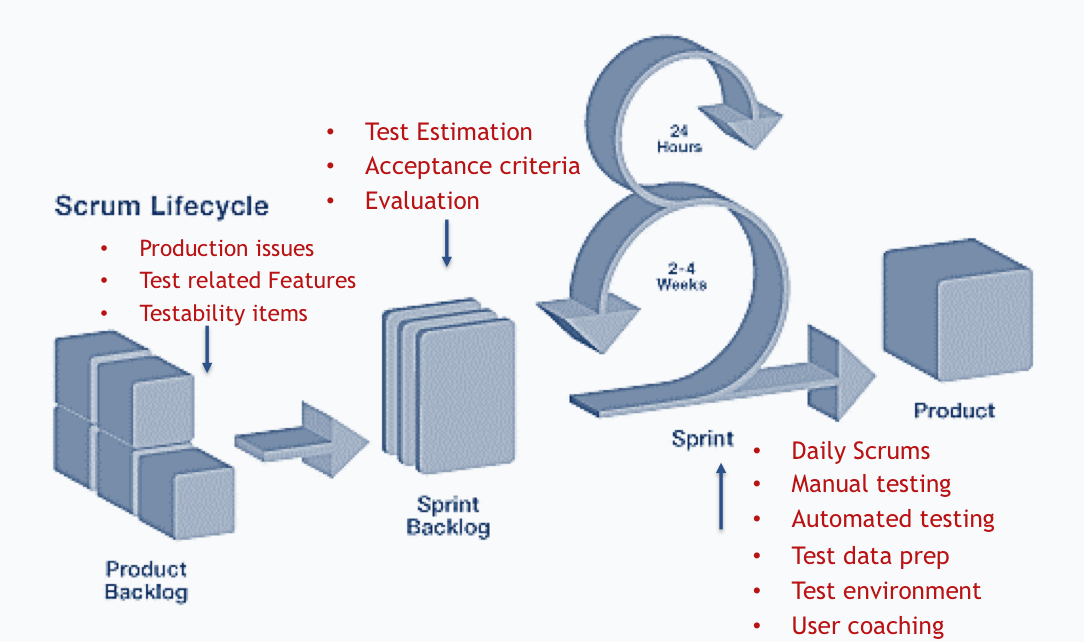 Scrum Lifecycle
• Production issues
• Test related Features
• Testability items
Product
Backlog
• Test Estimation
• Acceptance criteria
• Evaluation
Sprint
Backlog
24
Hours
2-4
Weeks
Sprint
• Daily Scrums
• Manual testing
• Automated testing
• Test data prep
• Test environment
• User coaching
Product